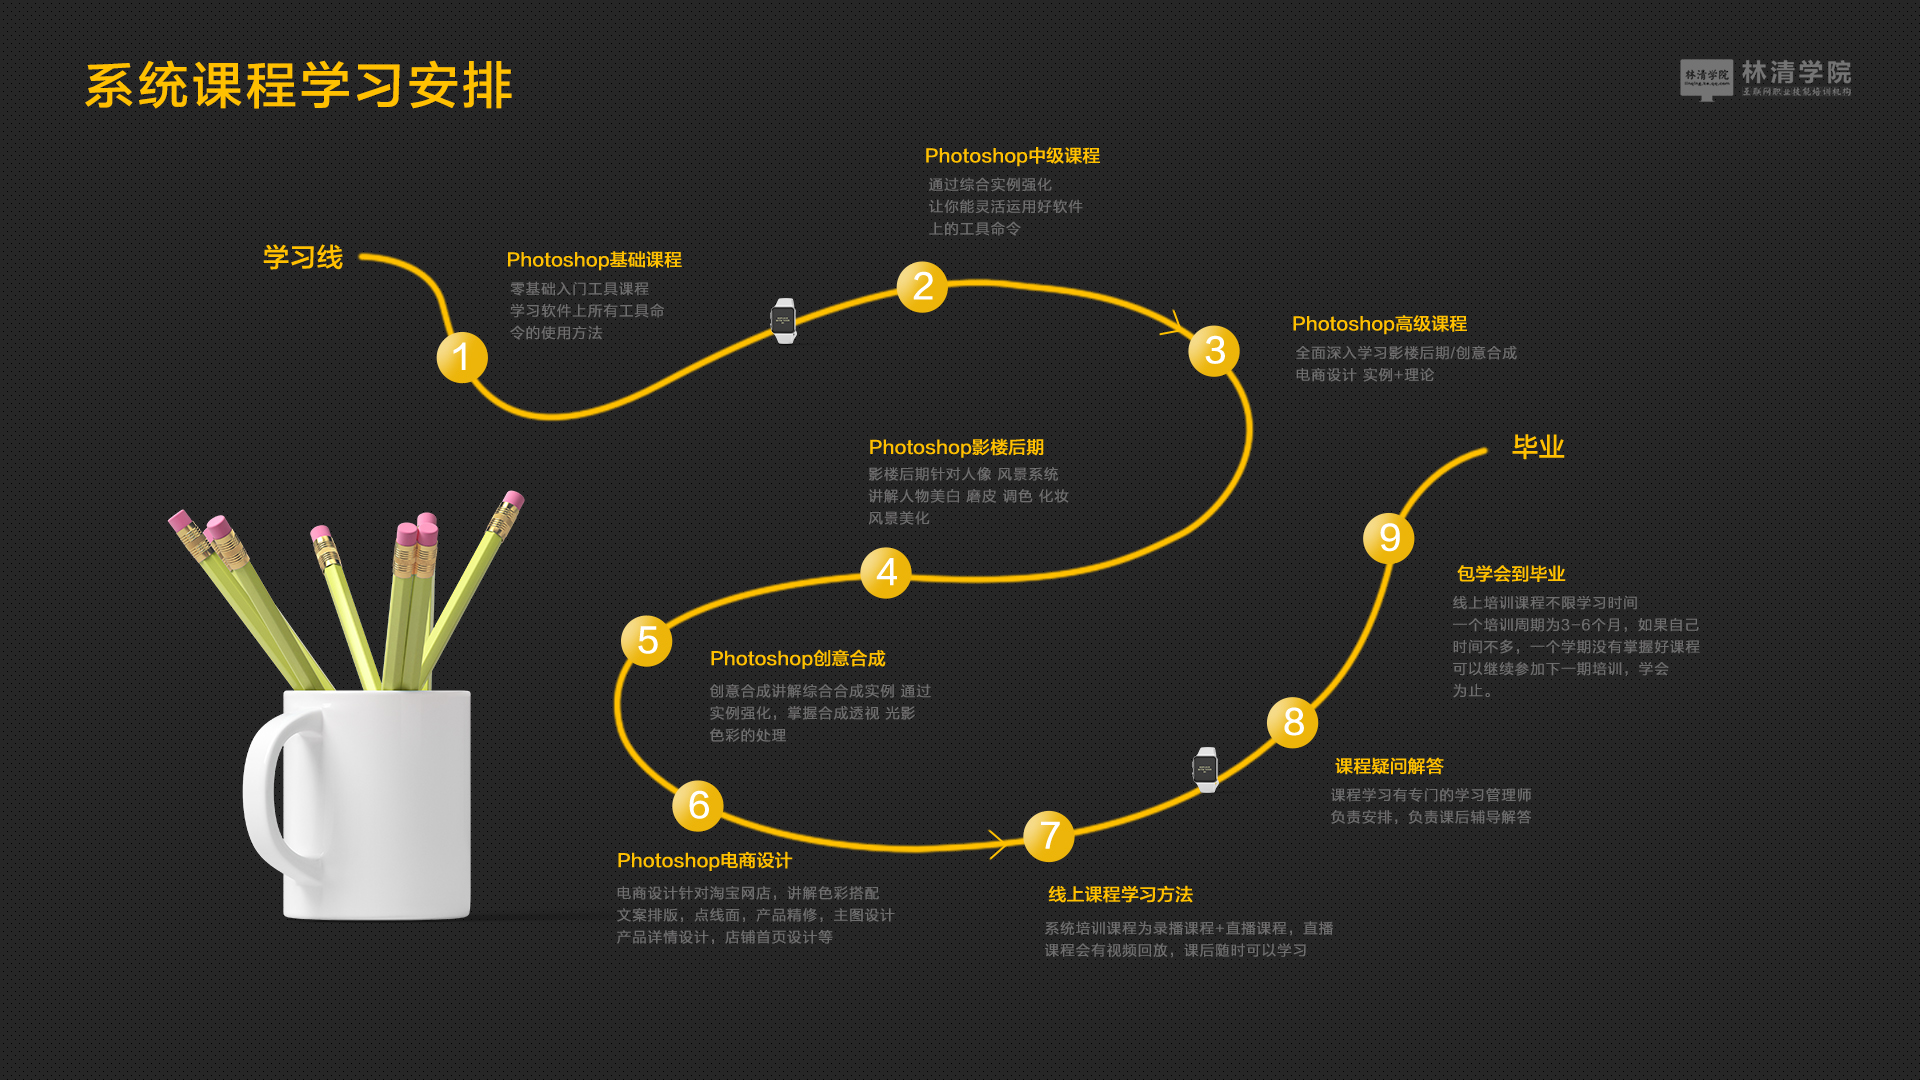 系统课程学习安排
林清学院
林清学院
互联网职业技能培训机构
学习线
1
Photoshop基础课程
零基础入门工具课程
学习软件上所有工具命
令的使用方法
Photoshop中级课程
通过综合实例强化
让你能灵活运用好软件
上的工具命令
2
3
Photoshop高级课程
全面深入学习影楼后期/创意合成
电商设计 实例+理论
Photoshop影楼后期
影楼后期针对人像 风景系统
讲解人物美白 磨皮 调色 化妆
风景美化
4
5
Photoshop创意合成
创意合成讲解综合合成实例 通过
实例强化，掌握合成透视 光影
色彩的处理
6
Photoshop电商设计
电商设计针对淘宝网店，讲解色彩搭配
文案排版，点线面，产品精修，主图设计
产品详情设计，店铺首页设计等
7
线上课程学习方法
系统培训课程为录播课程+直播课程，直播
课程会有视频回放，课后随时可以学习
8
课程疑问解答
课程学习有专门的学习管理师
负责安排，负责课后辅导解答
9
包学会到毕业
线上培训课程不限学习时间
一个培训周期为3-6个月，如果自己
时间不多，一个学期没有掌握好课程
可以继续参加下一期培训，学会
为止。
毕业